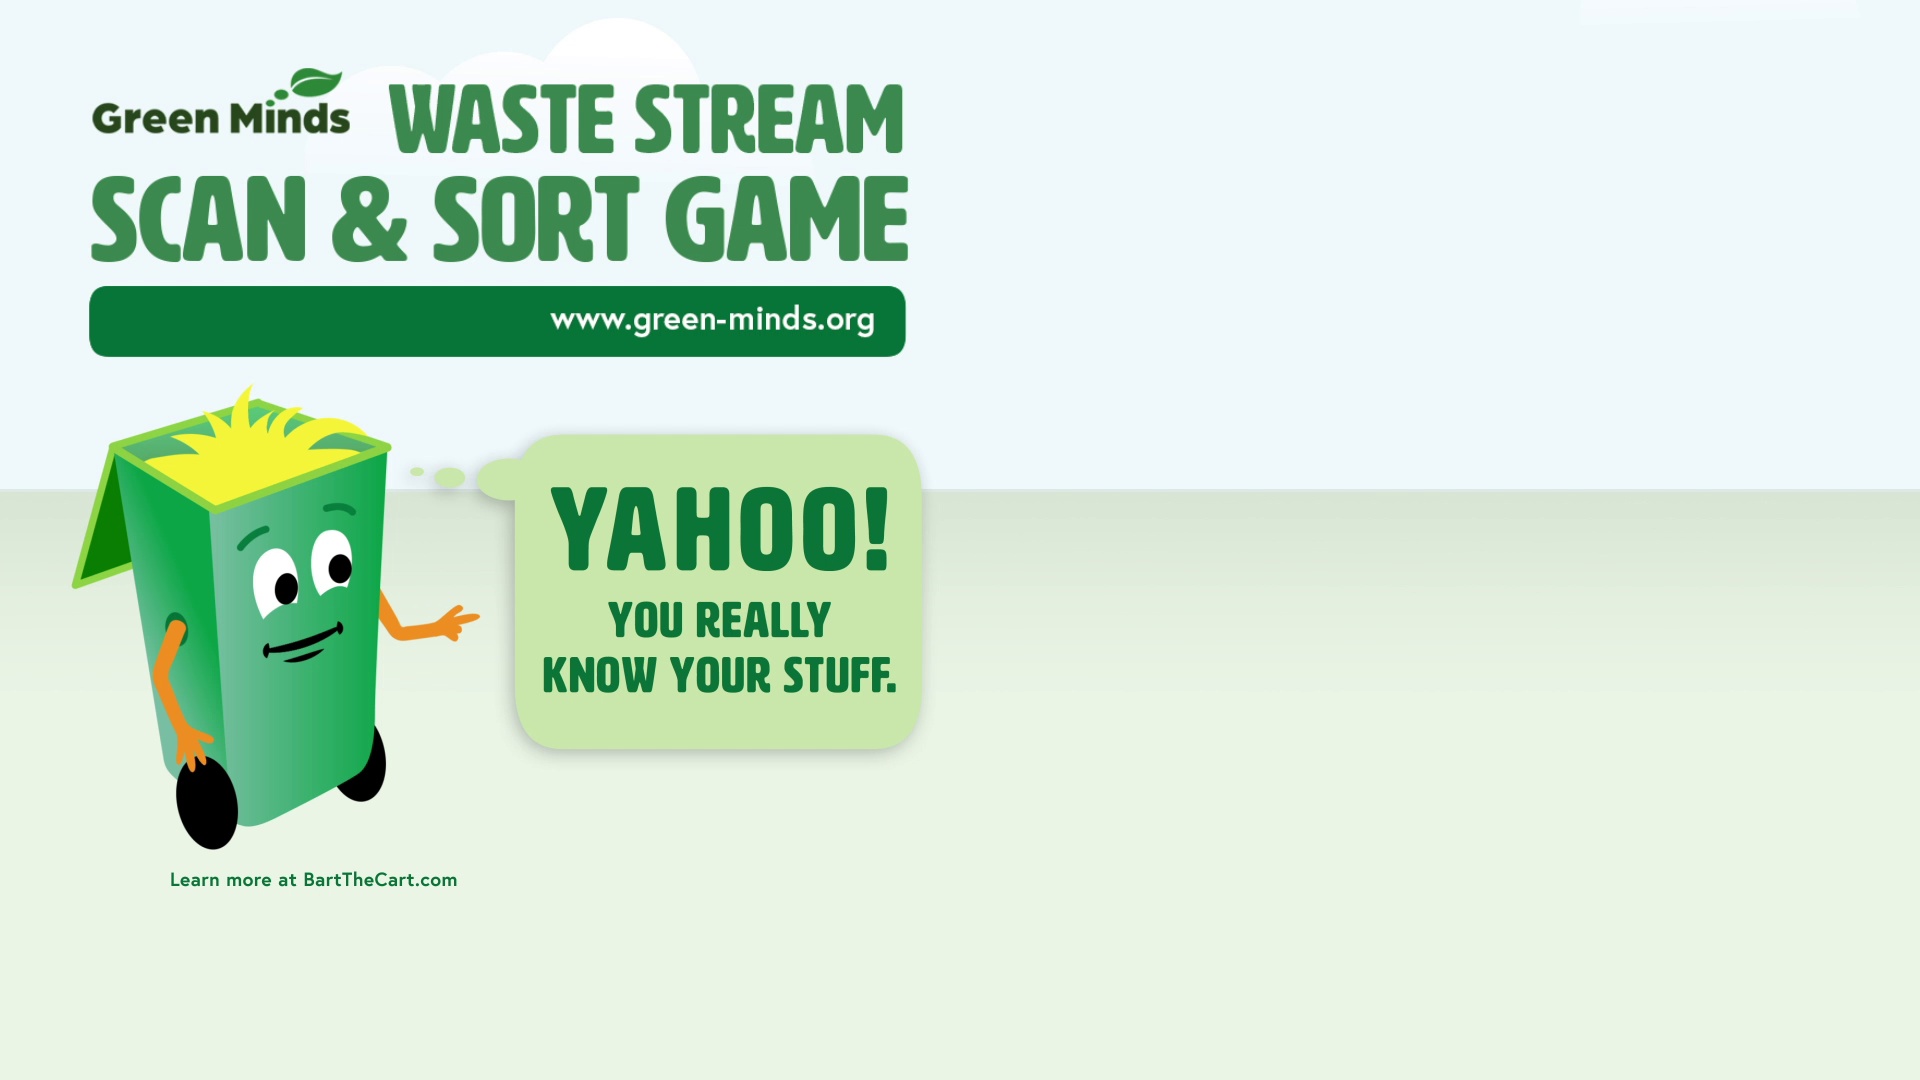 Green Minds WASTE STREAM
SCAN & SORT GAME
www.green-minds.org
YAHOO!
YOU REALLY
KNOW YOUR STUFF.
Learn more at BartTheCart.com